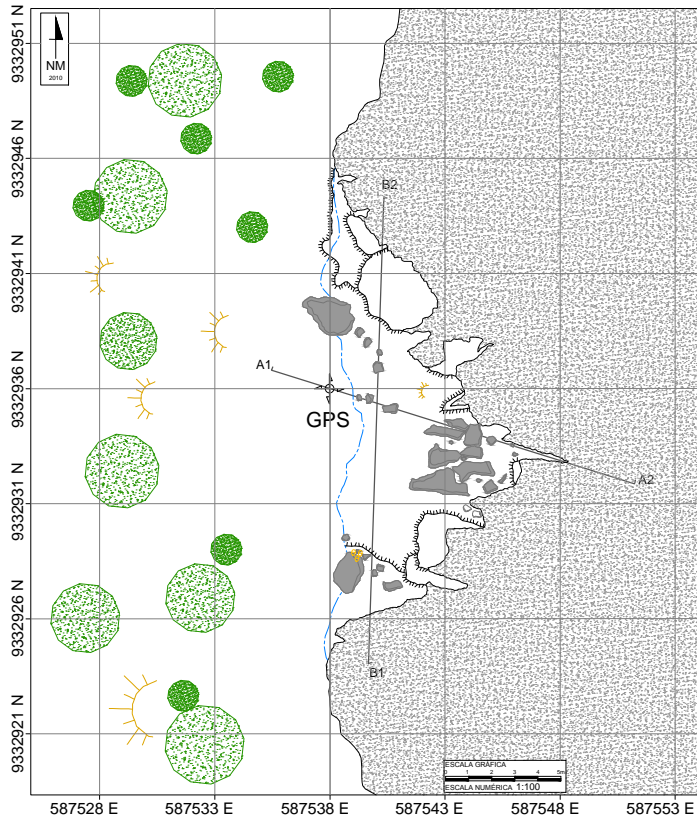 9332951 N
NM
2010
9332946 N
B2
9332941 N
A1
9332936 N
GPS
A2
9332931 N
9332926 N
B1
9332921 N
ESCALA GRÁFICA
0 1 2 3 4 5m
ESCALA NUMÉRICA 1:100
587528 E 587533 E 587538 E 587543 E 587548 E 587553 E